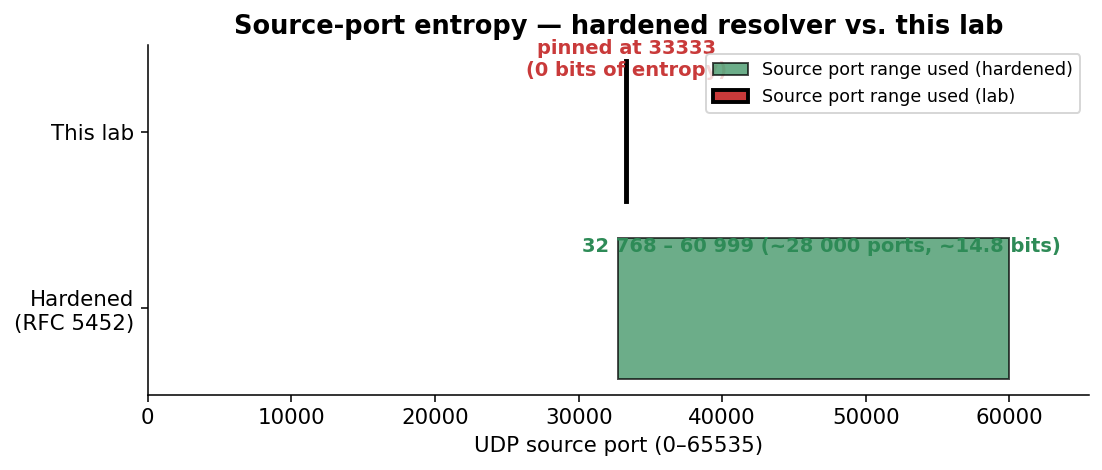 Source-port entropy — hardened resolver vs. this lab
pinned at 33333
(0 bits of entropy)
Source port range used (hardened)
Source port range used (lab)
This lab
32 768 – 60 999 (~28 000 ports, ~14.8 bits)
Hardened
(RFC 5452)
0
10000
20000
30000
40000
50000
60000
UDP source port (0–65535)